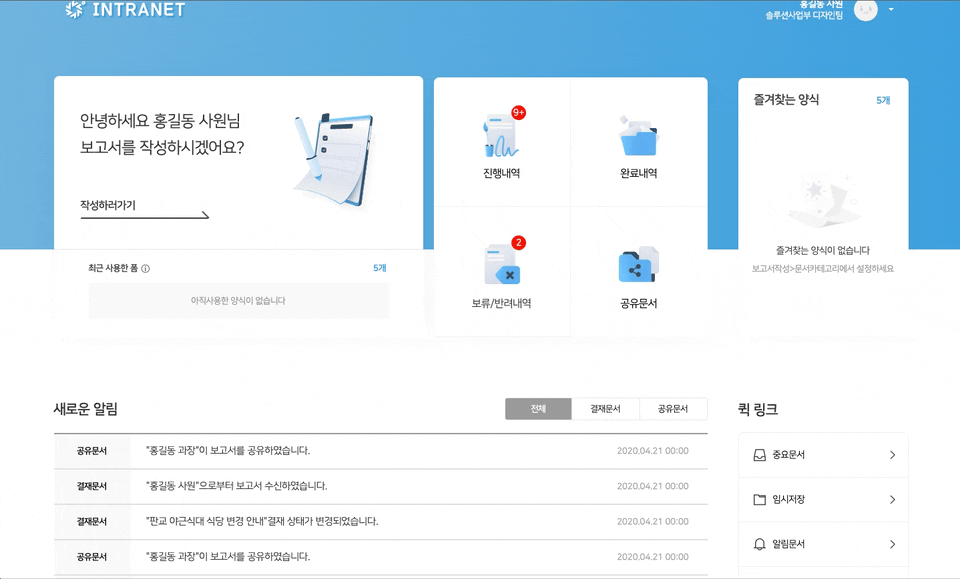 INTRANET
홍길동 사원
솔루션사업부 디자인팀
안녕하세요 홍길동 사원님
보고서를 작성하시겠어요?
작성하러가기
최근 사용한 폼
5개
아직사용한 양식이 없습니다
9+
진행내역
완료내역
2
보류/반려내역
공유문서
즐겨찾는 양식
5개
즐겨찾는 양식이 없습니다
보고서작성>문서카테고리에서 설정하세요
새로운 알림
전체
결재문서
공유문서
공유문서
"홍길동 과장"이 보고서를 공유하였습니다.
2020.04.21 00:00
결재문서
"홍길동 사원"으로부터 보고서 수신하였습니다.
2020.04.21 00:00
결재문서
"판교 야근식대 식당 변경 안내"결재 상태가 변경되었습니다.
2020.04.21 00:00
공유문서
"홍길동 과장"이 보고서를 공유하였습니다.
2020.04.21 00:00
퀵 링크
중요문서
임시저장
알림문서